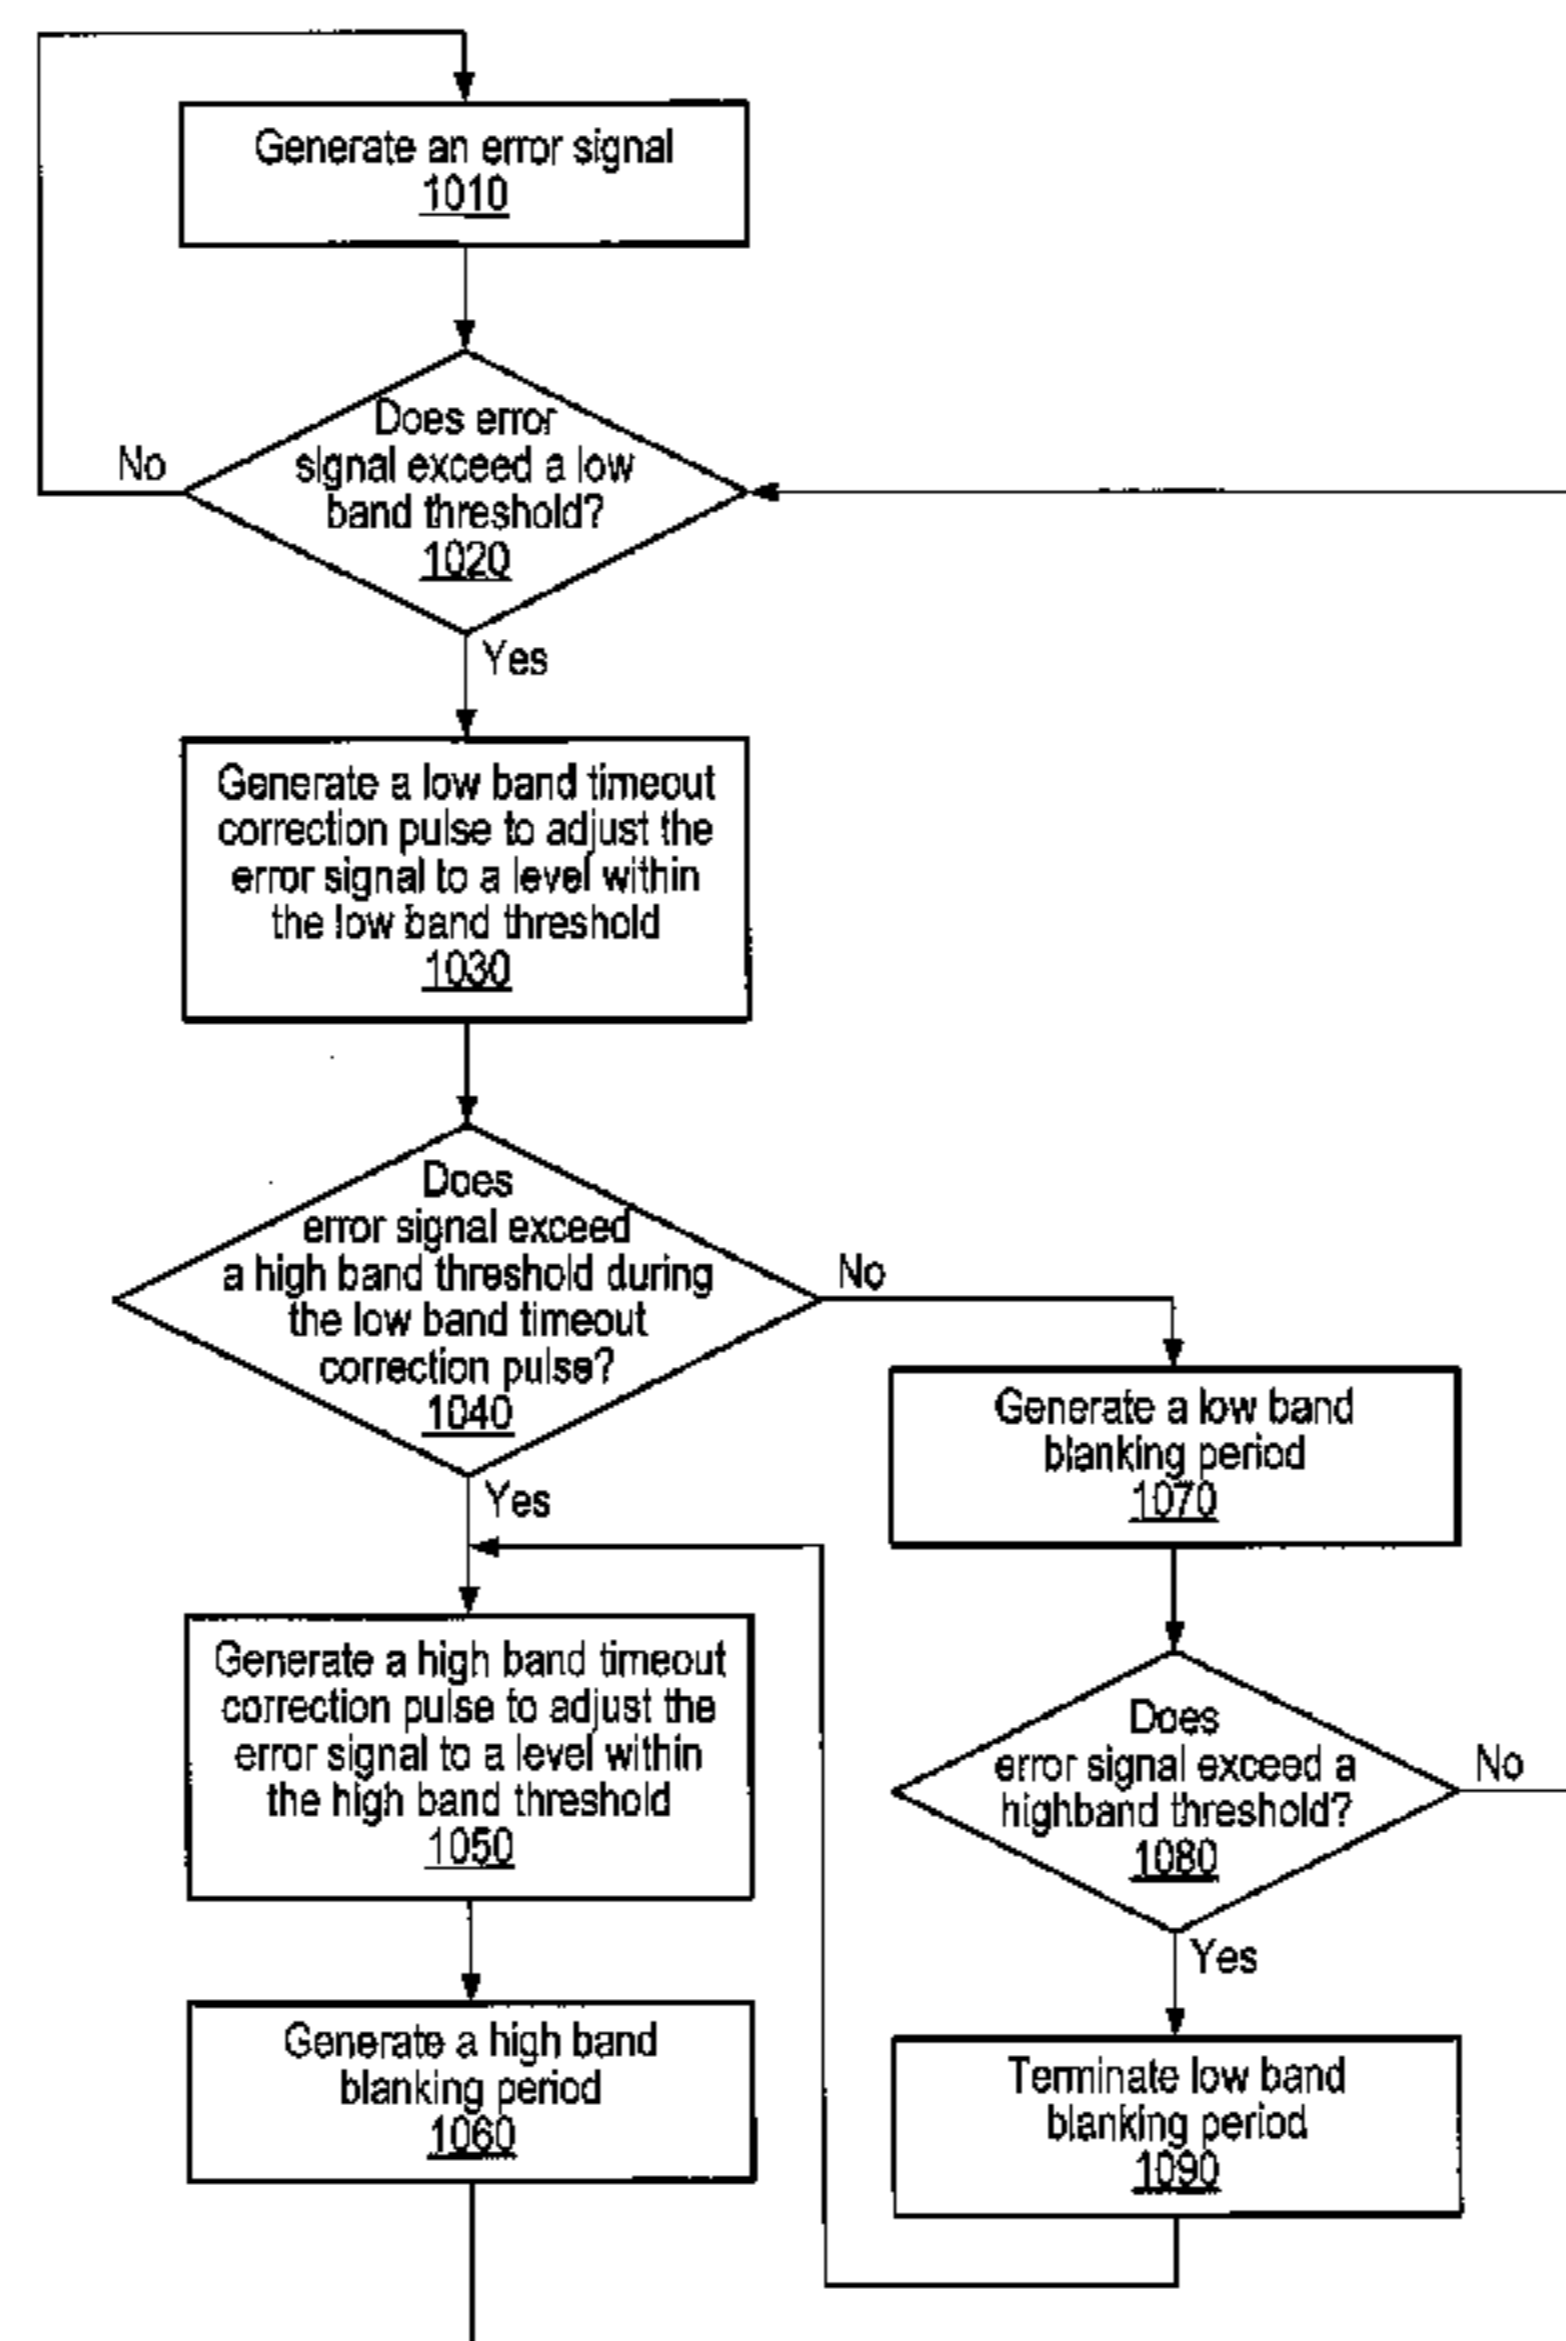 Generate an error signal
1010
Does error
signal exceed a low
band threshold?
1020
No
Yes
Generate a low band timeout
correction pulse to adjust the
error signal to a level within
the low band threshold
1030
Does
error signal exceed
a high band threshold during
the low band timeout
correction pulse?
1040
No
Yes
Generate a low band
blanking period
1070
Generate a high band timeout
correction pulse to adjust the
error signal to a level within
the high band threshold
1050
Does
error signal exceed a
highband threshold?
1080
No
Yes
Generate a high band
blanking period
1060
Terminate low band
blanking period
1090